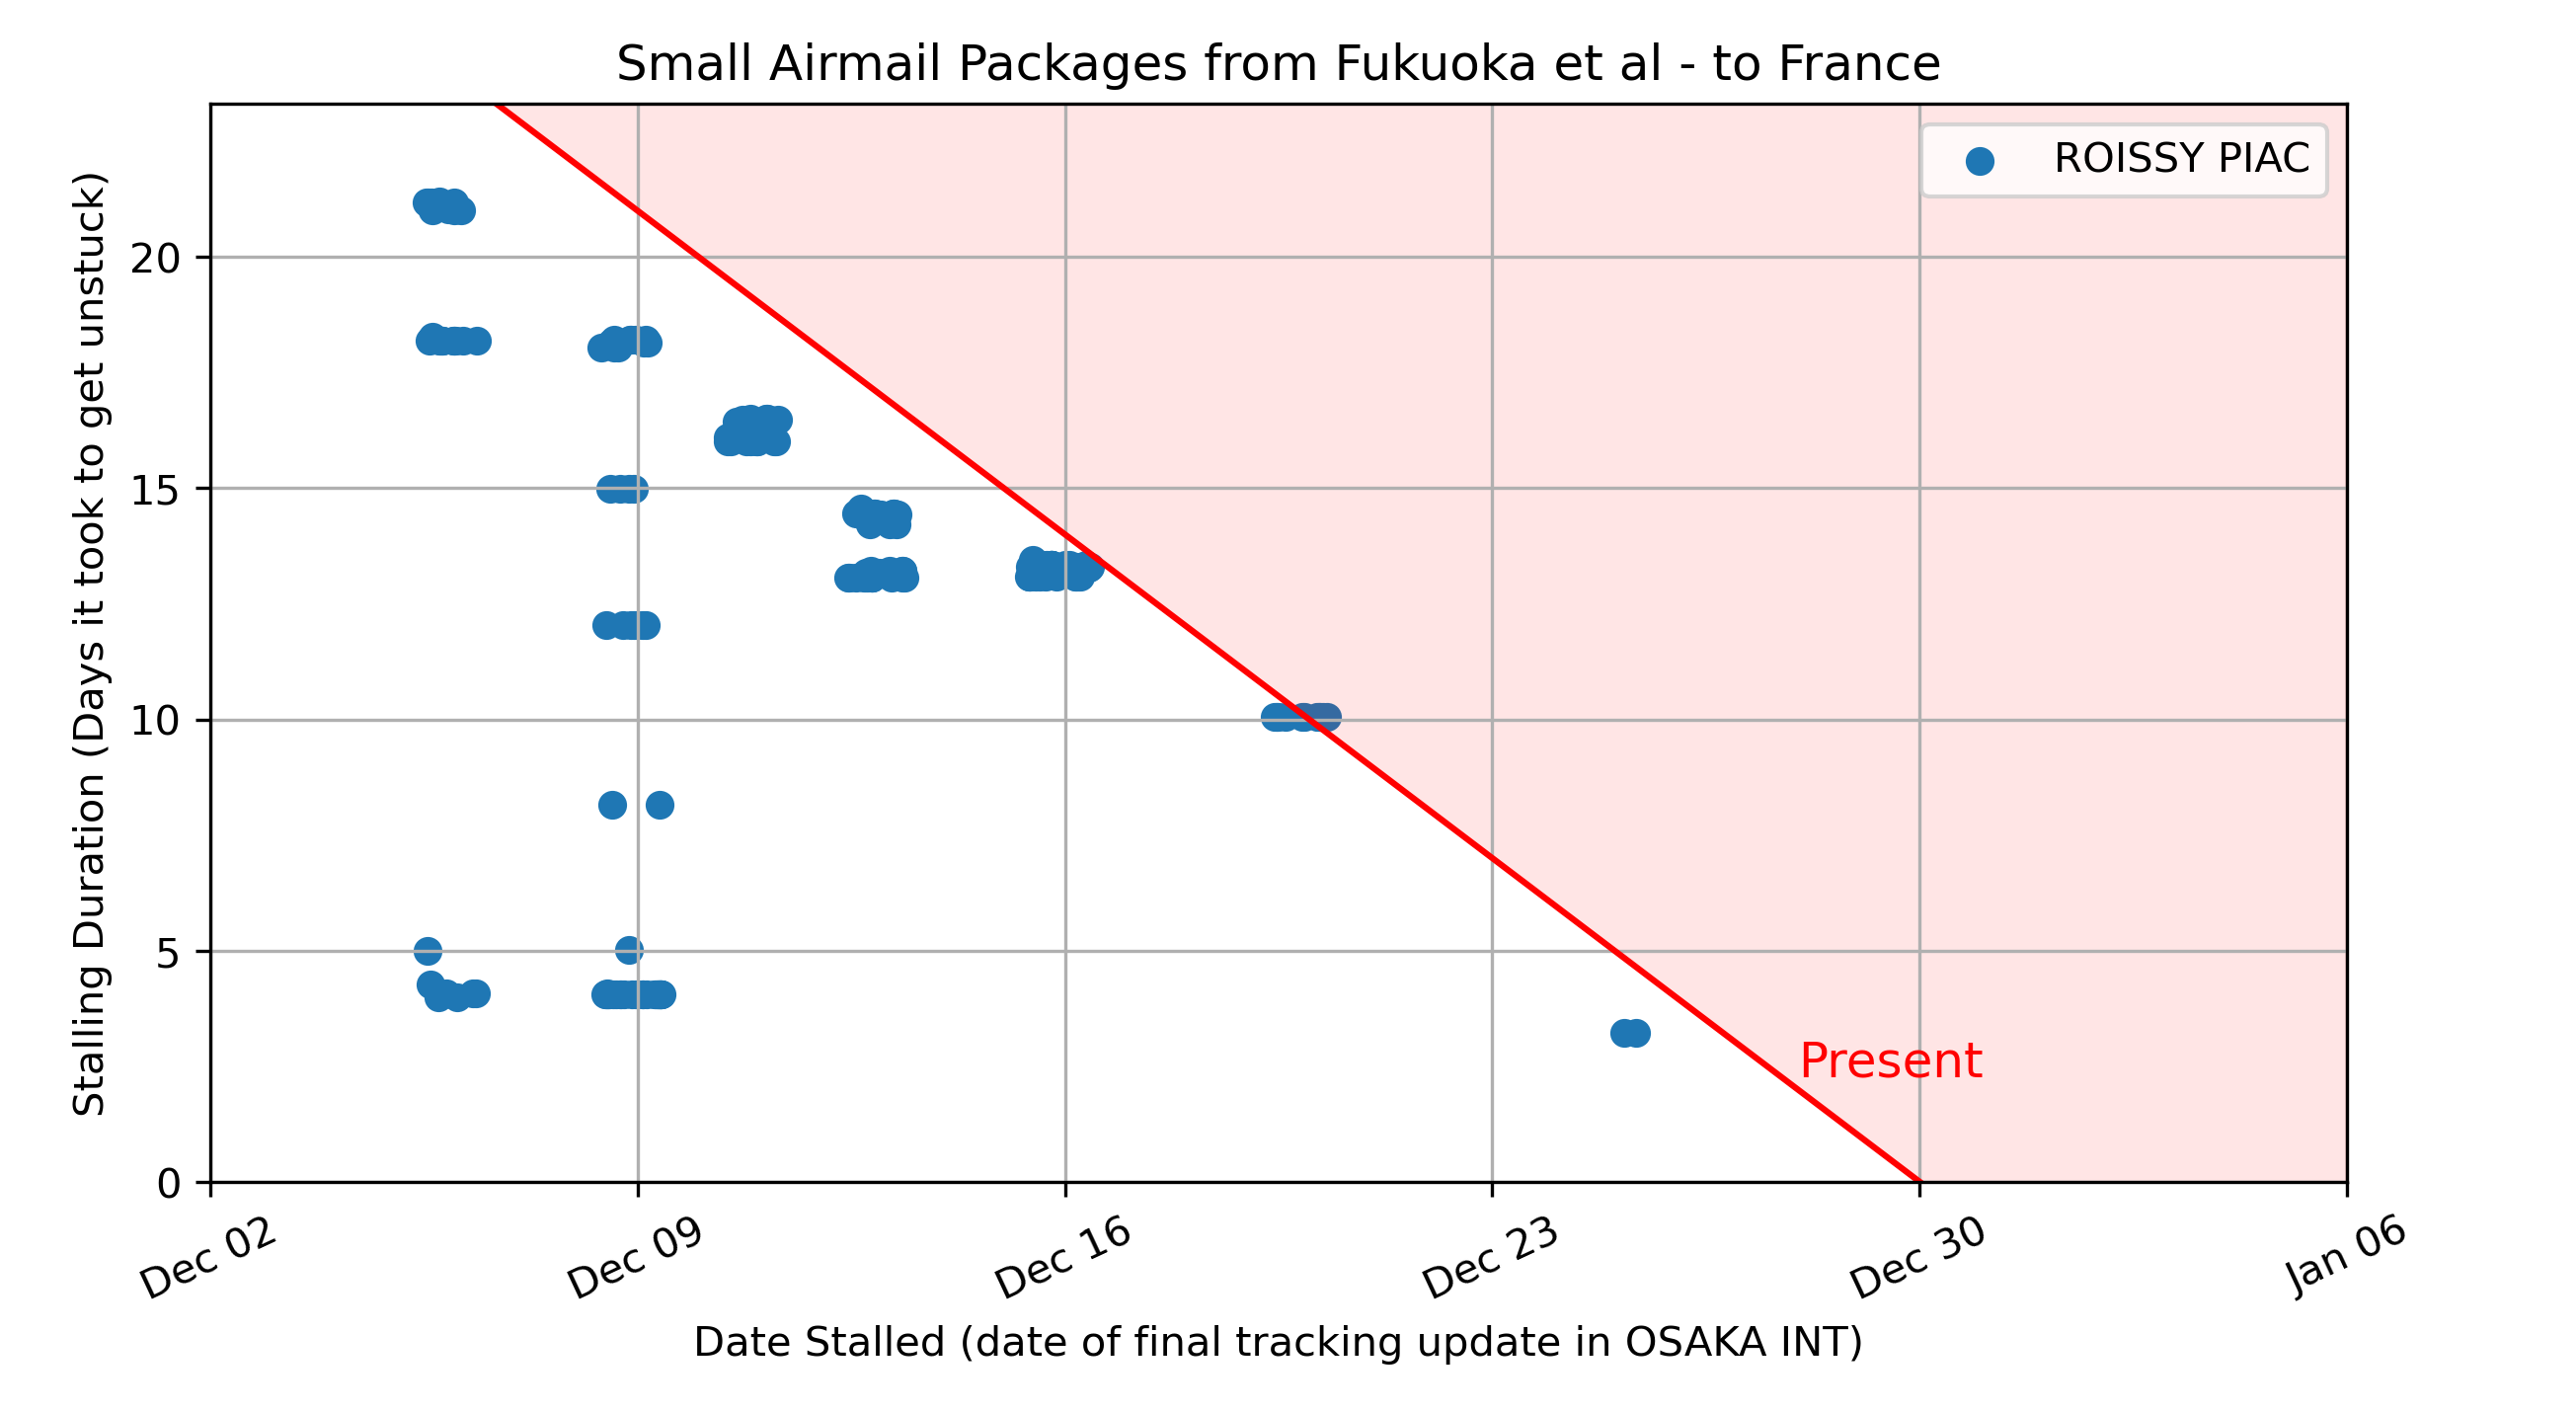 Small Airmail Packages from Fukuoka et al - to France
ROISSY PIAC
Stalling Duration (Days it took to get unstuck)
20
15
10
5
0
Present
Dec 02
Dec 09
Dec 16
Dec 23
Dec 30
Jan 06
Date Stalled (date of final tracking update in OSAKA INT)